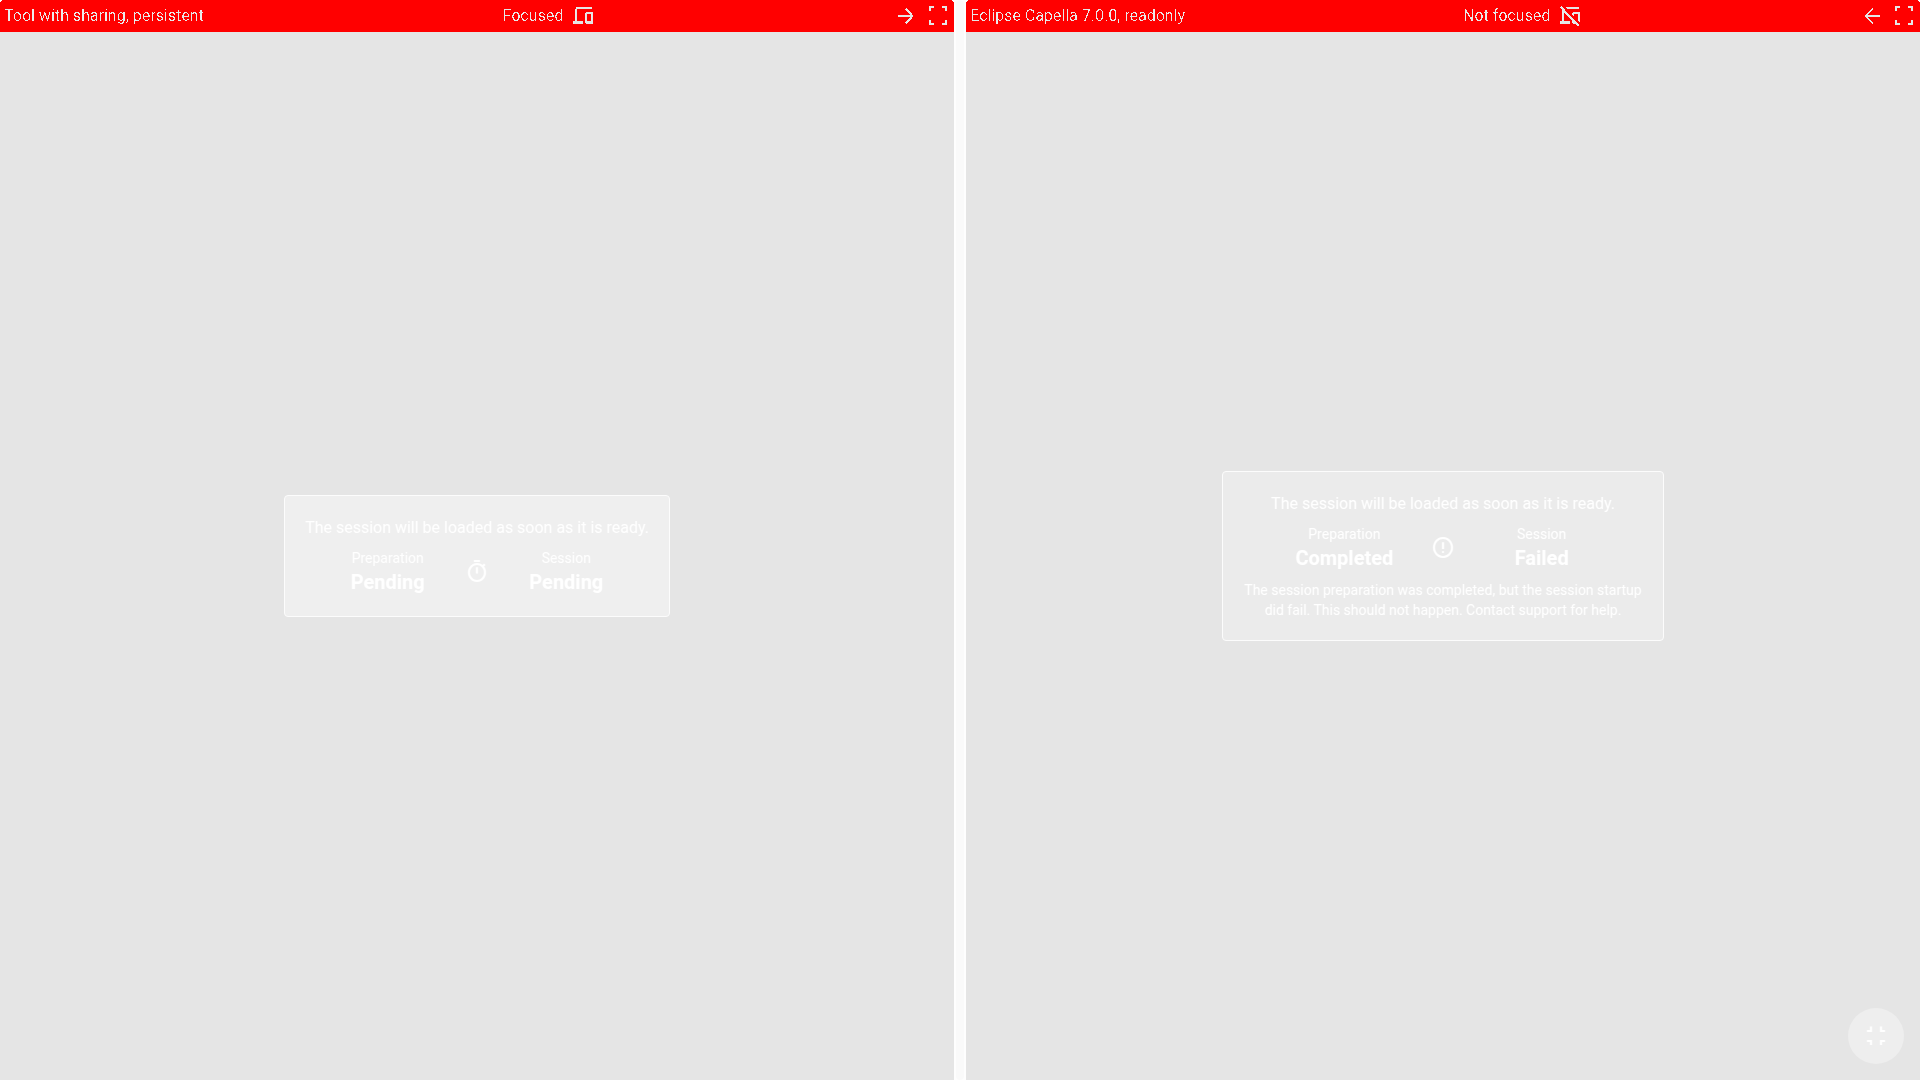 Tool with sharing, persistent
Focused
The session will be loaded as soon as it is ready.
Preparation
Pending
Session
Pending
Eclipse Capella 7.0.0, readonly
Not focused
The session will be loaded as soon as it is ready.
Preparation
Completed
Session
Failed
The session preparation was completed, but the session startup
did fail. This should not happen. Contact support for help.